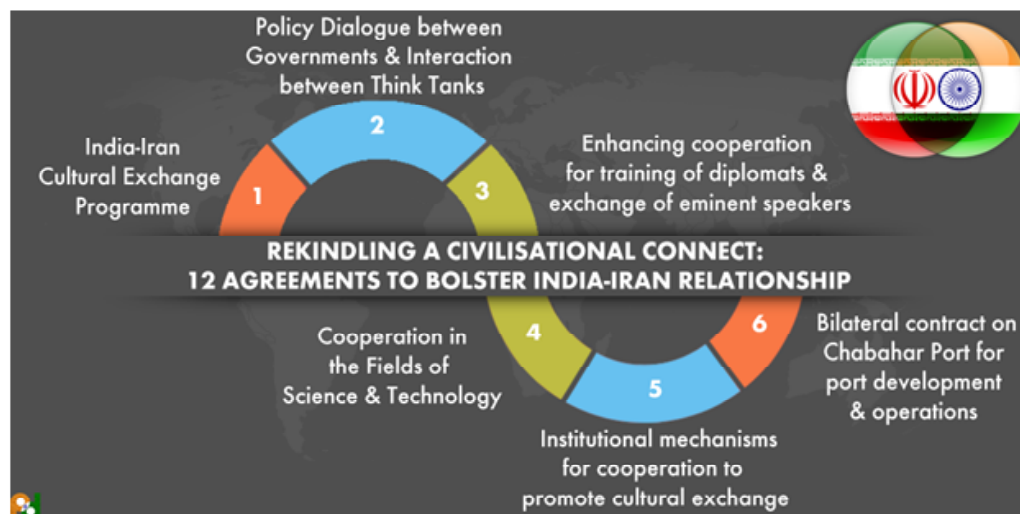 Policy Dialogue between
Governments & Interaction
between Think Tanks
2
India-Iran
Cultural Exchange
Programme
1
3
Enhancing cooperation
for training of diplomats &
exchange of eminent speakers
REKINDLING A CIVILISATIONAL CONNECT:
12 AGREEMENTS TO BOLSTER INDIA-IRAN RELATIONSHIP
Cooperation in
the Fields of
Science & Technology
4
5
Institutional mechanisms
for cooperation to
promote cultural exchange
6
Bilateral contract on
Chabahar Port for
port development
& operations